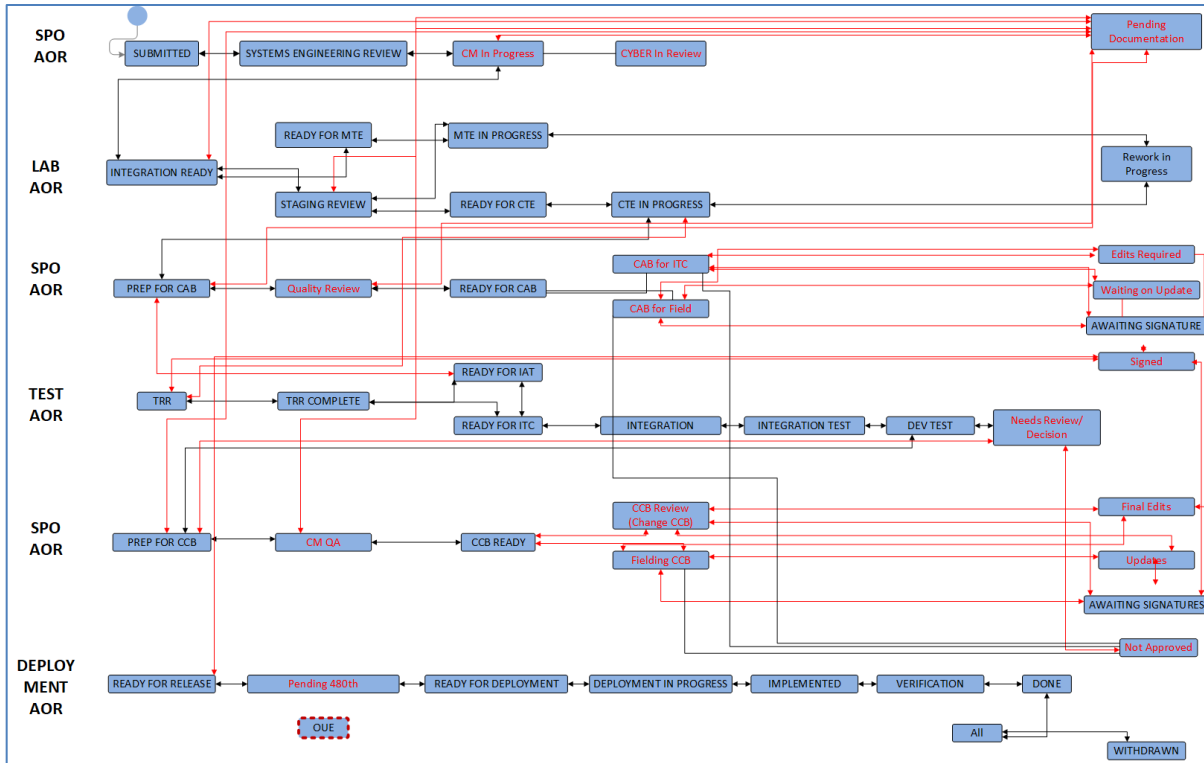 SPO
AOR
SUBMITTED
SYSTEMS ENGINEERING REVIEW
CM In Progress
CYBER In Review
Pending
Documentation
LAB
AOR
READY FOR MTE
MTE IN PROGRESS
INTEGRATION READY
Rework In
Progress
STAGING REVIEW
READY FOR CTE
CTE IN PROGRESS
SPO
AOR
CAB for ITC
Edits Required
PREP FOR CAB
Quality Review
READY FOR CAB
Waiting on Update
CAB for Field
AWAITING SIGNATURE
Signed
TEST
AOR
READY FOR IAT
TRR
TRR COMPLETE
READY FOR ITC
INTEGRATION
INTEGRATION TEST
DEV TEST
Needs Review/
Decision
SPO
AOR
CCB Review
(Change CCB)
Final Edits
PREP FOR CCB
CM QA
CCB READY
Fielding CCB
Updates
AWAITING SIGNATURES
Not Approved
DEPLOY
MENT
AOR
READY FOR RELEASE
Pending 480th
READY FOR DEPLOYMENT
DEPLOYMENT IN PROGRESS
IMPLEMENTED
VERIFICATION
DONE
OUE
All
WITHDRAWN